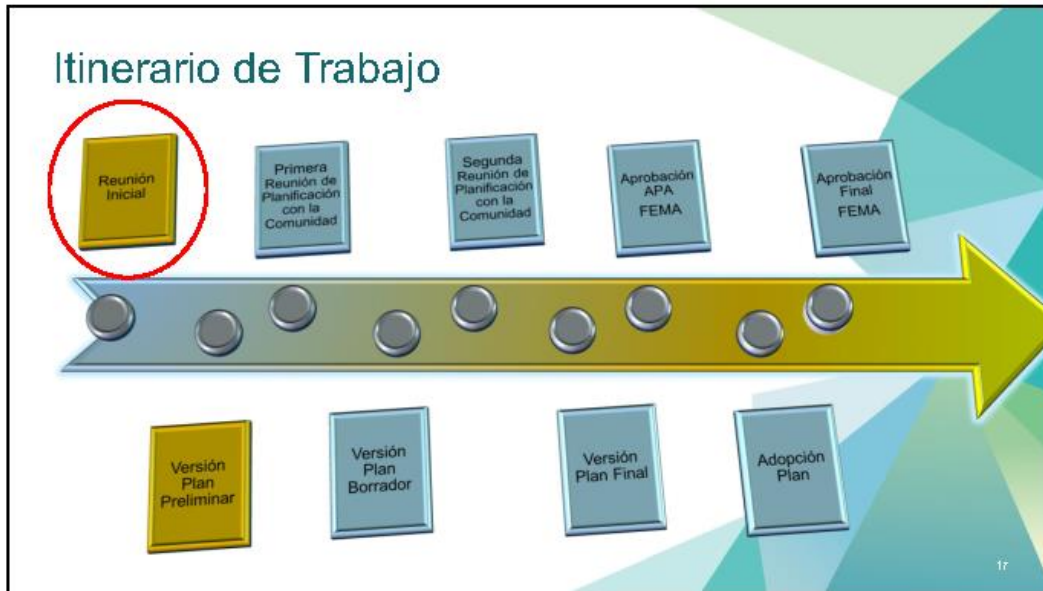 Itinerario de Trabajo
Reunión
Inicial
Primera
Reunión de
Planificación
con la
Comunidad
Segunda
Reunión de
Planificación
con la
Comunidad
Aprobación
APA
FEMA
Aprobación
Final
FEMA
Versión
Plan
Preliminar
Versión
Plan
Borrador
Versión
Plan Final
Adopción
Plan
17